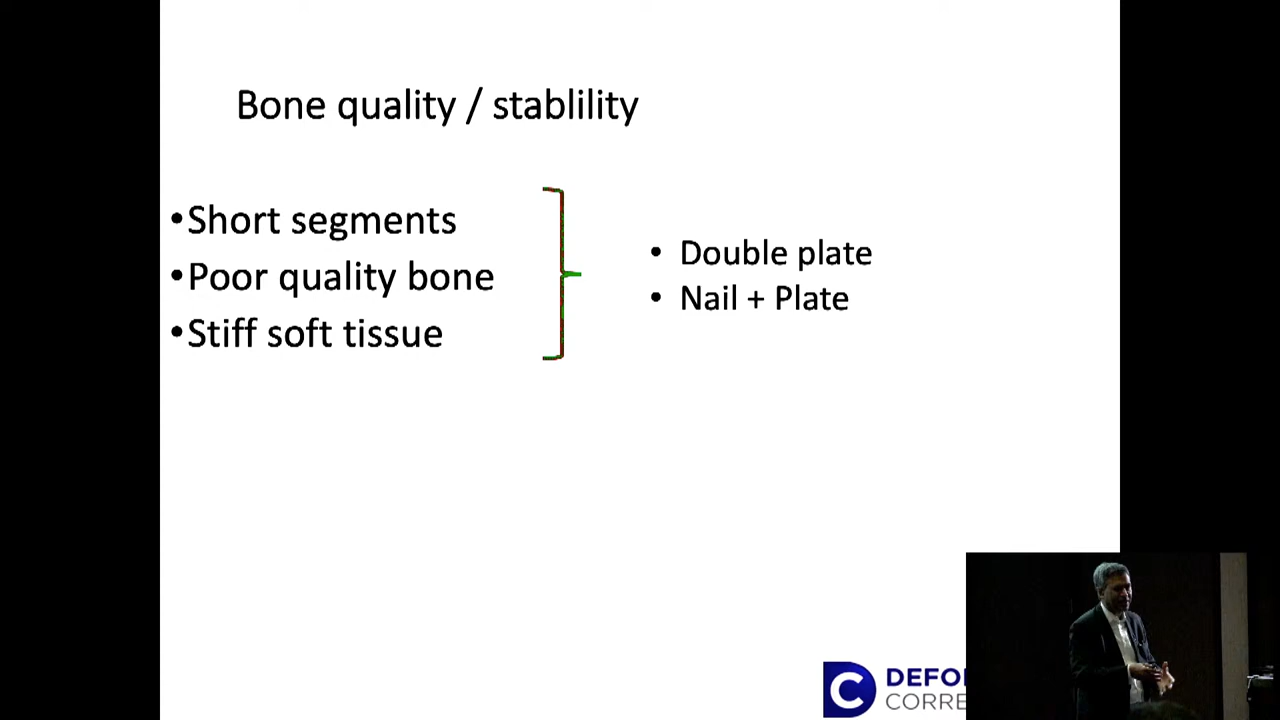 Bone quality / stablility
•Short segments
•Poor quality bone
•Stiff soft tissue
• Double plate
• Nail + Plate
DEFO
CORRE